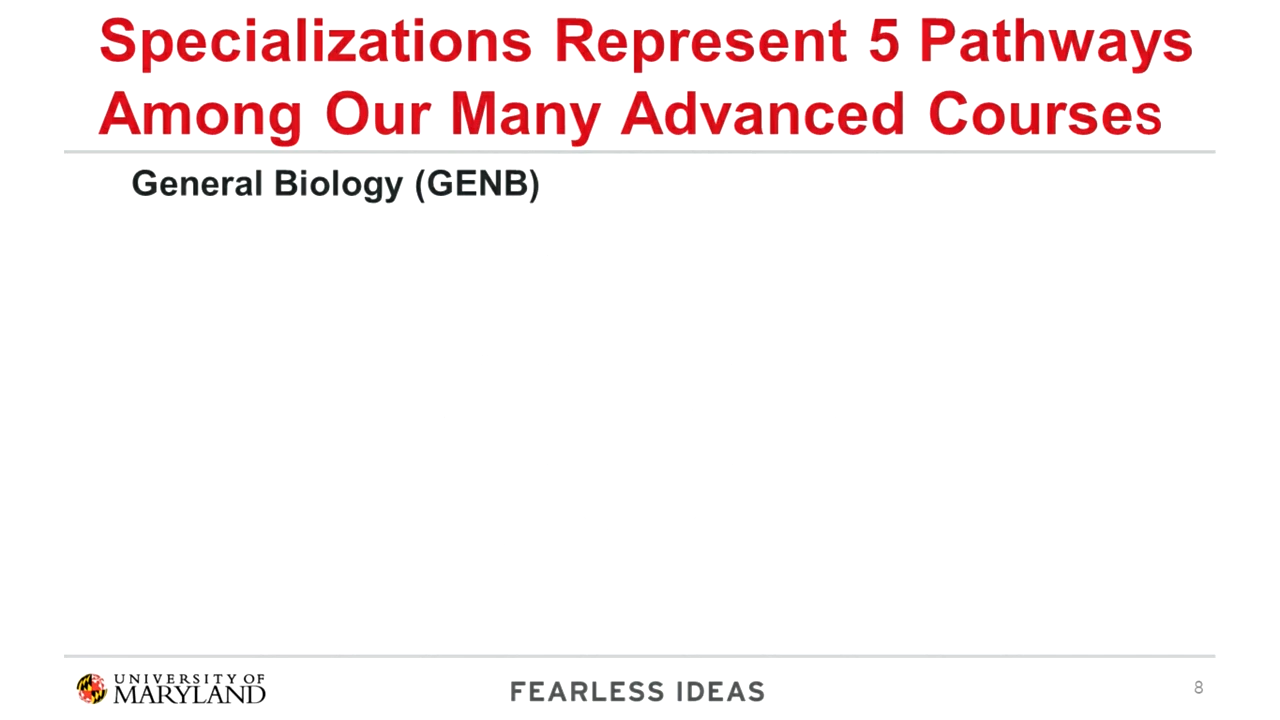 Specializations Represent 5 Pathways
Among Our Many Advanced Courses
General Biology (GENB)
UNIVERSITY OF
MARYLAND
FEARLESS IDEAS
8